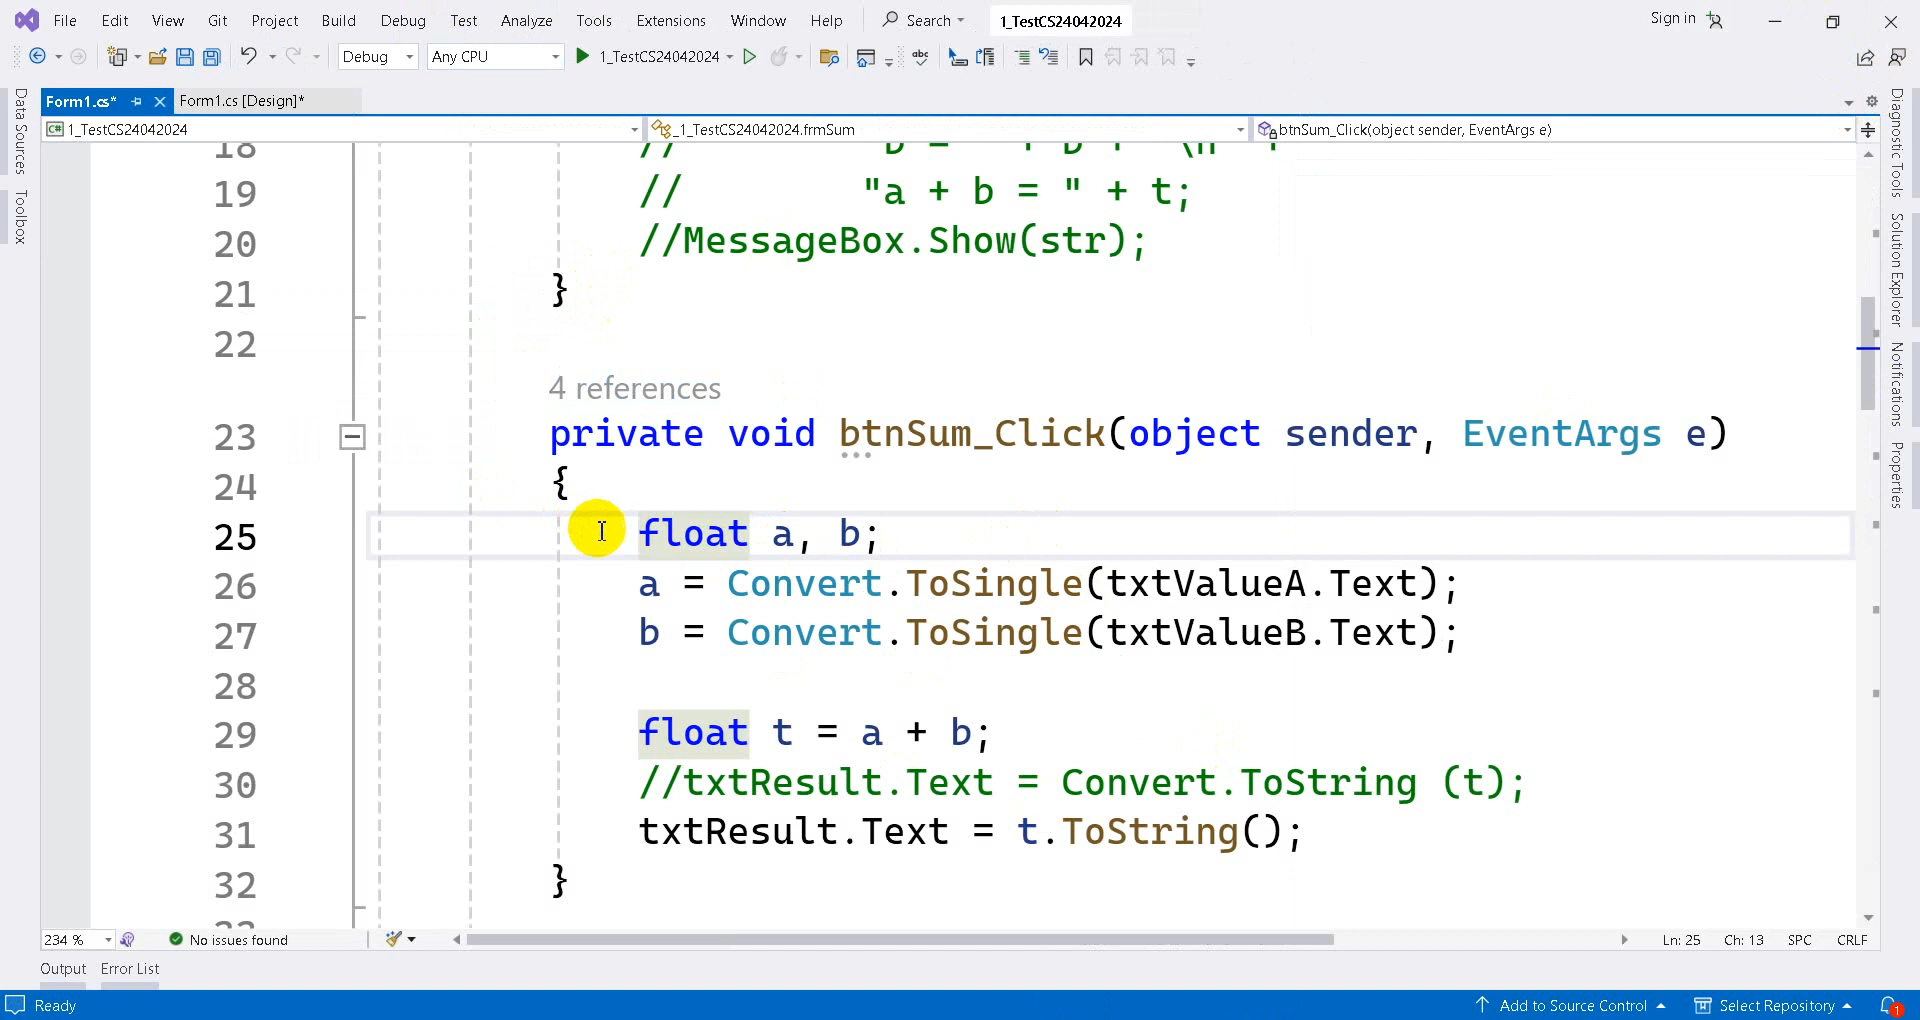 File Edit View Git Project Build Debug Test Analyze Tools Extensions Window Help Search 1_TestCS24042024 Sign in
Debug Any CPU 1_TestCS24042024
Form1.cs* Form1.cs [Design]*
1_TestCS24042024 _1_TestCS24042024.frmSum btnSum_Click(object sender, EventArgs e)
Data Sources
Toolbox
18 //
19 // "a + b = " + t;
20 //MessageBox.Show(str);
21 }
22
4 references
23 private void btnSum_Click(object sender, EventArgs e)
24 {
25 float a, b;
26 a = Convert.ToSingle(txtValueA.Text);
27 b = Convert.ToSingle(txtValueB.Text);
28
29 float t = a + b;
30 //txtResult.Text = Convert.ToString (t);
31 txtResult.Text = t.ToString();
32 }
Diagnostic Tools
Solution Explorer
Notifications
Properties
234 % No issues found Ln: 25 Ch: 13 SPC CRLF
Output Error List
Ready Add to Source Control Select Repository 1